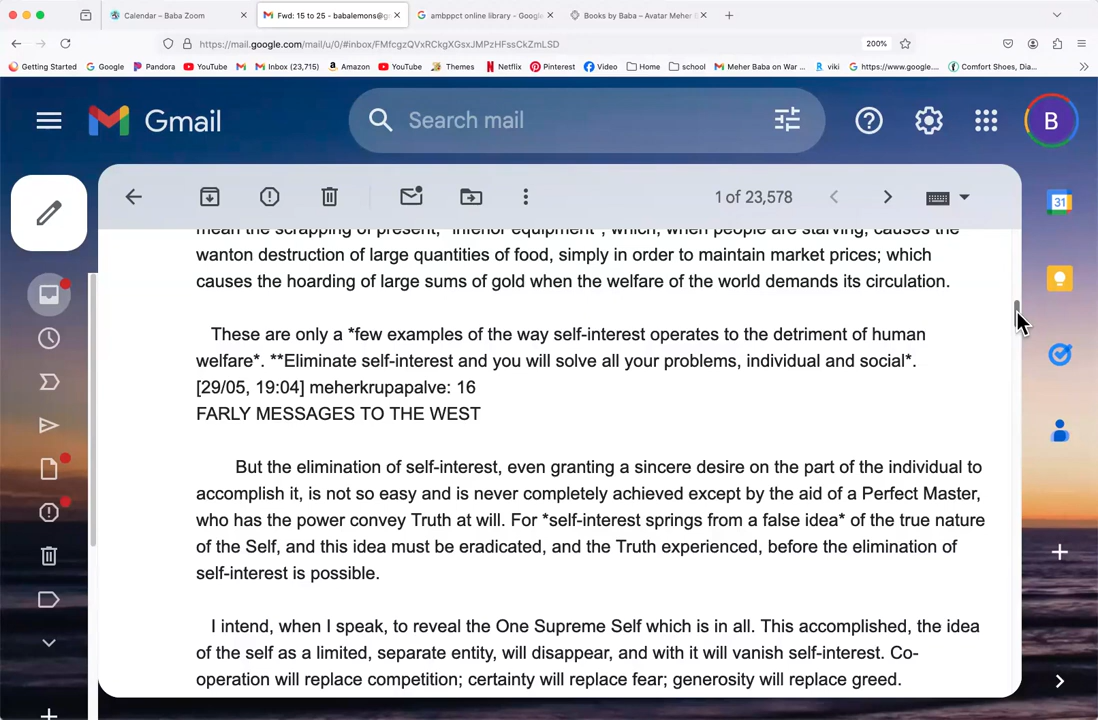 Calendar – Baba Zoom
Fwd: 15 to 25 - babalemons@g
ambppct online library - Google
Books by Baba – Avatar Meher
https://mail.google.com/mail/u/0/#inbox/FMfcgzQVxRCkgXGsxJMPzHFssCkZmLSD
200%
Getting Started
Google
Pandora
YouTube
Inbox (23,715)
Amazon
YouTube
Themes
Netflix
Pinterest
Video
Home
school
Meher Baba on War ...
viki
https://www.google....
Comfort Shoes, Dia...
Gmail
Search mail
B
1 of 23,578
31
mean the scrapping of present, "inferior equipment", which, when people are starving, causes the
wanton destruction of large quantities of food, simply in order to maintain market prices; which
causes the hoarding of large sums of gold when the welfare of the world demands its circulation.
These are only a *few examples of the way self-interest operates to the detriment of human
welfare*. **Eliminate self-interest and you will solve all your problems, individual and social*.
[29/05, 19:04] meherkrupapalve: 16
FARLY MESSAGES TO THE WEST
But the elimination of self-interest, even granting a sincere desire on the part of the individual to
accomplish it, is not so easy and is never completely achieved except by the aid of a Perfect Master,
who has the power convey Truth at will. For *self-interest springs from a false idea* of the true nature
of the Self, and this idea must be eradicated, and the Truth experienced, before the elimination of
self-interest is possible.
I intend, when I speak, to reveal the One Supreme Self which is in all. This accomplished, the idea
of the self as a limited, separate entity, will disappear, and with it will vanish self-interest. Co-
operation will replace competition; certainty will replace fear; generosity will replace greed.